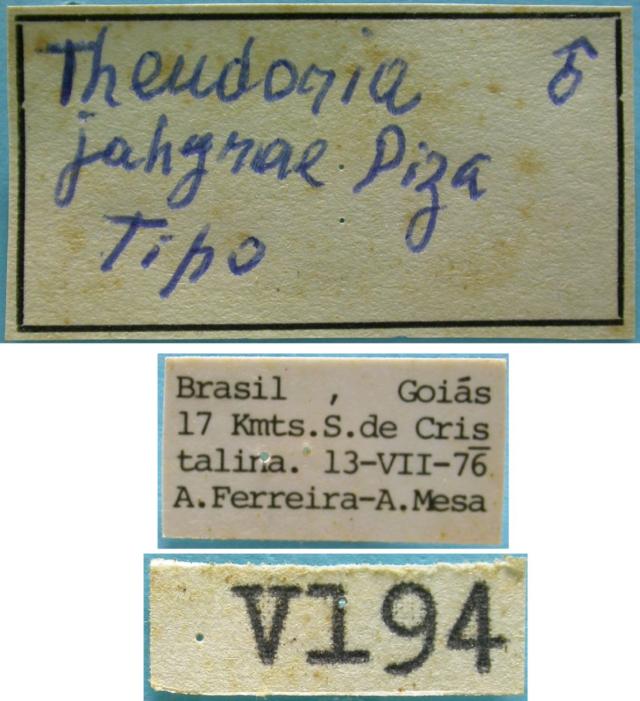 Theudoria ♂
jahgrae Piza
Tipo
Brasil , Goiás
17 Kmts.S.de Cris
talina. 13-VII-76
A.Ferreira-A.Mesa
V194